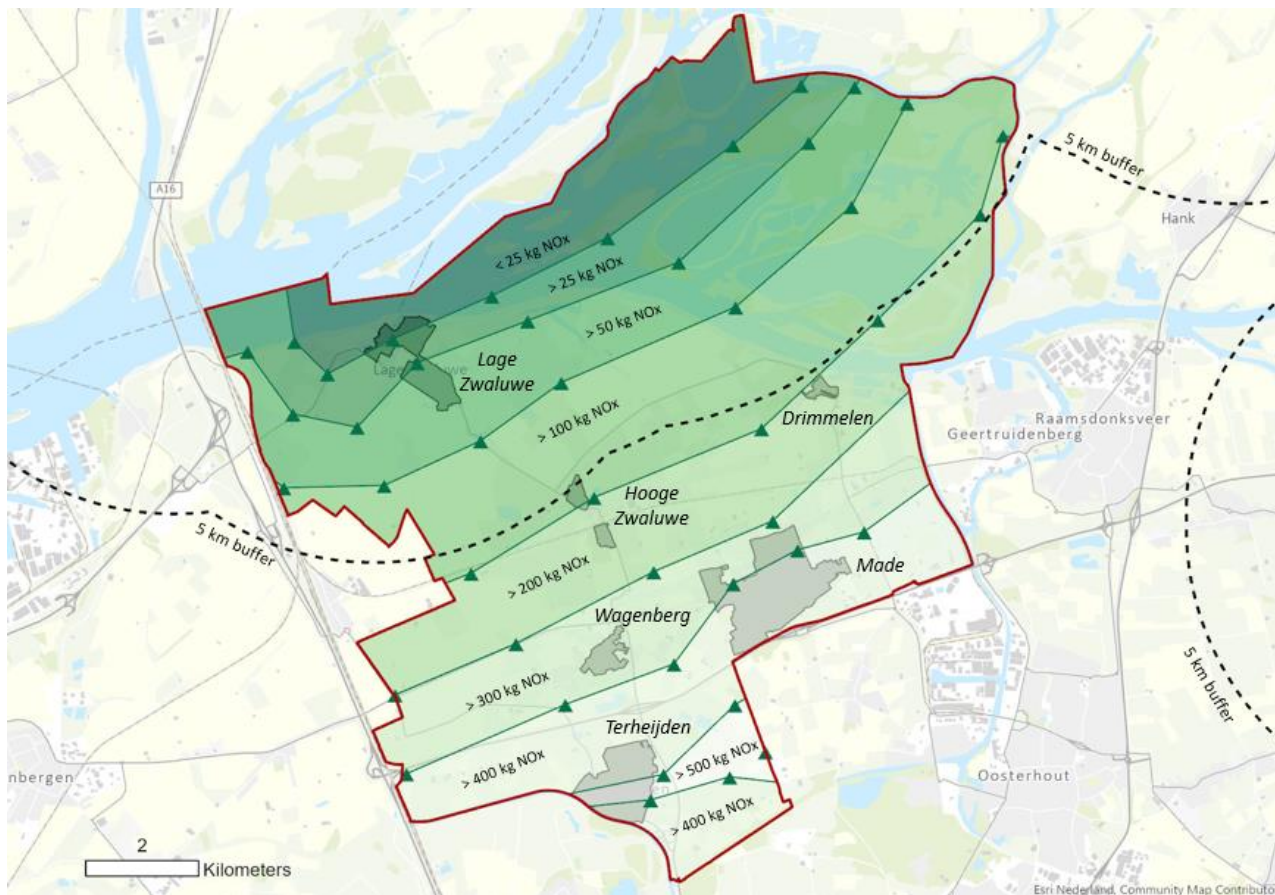 A16
5 km buffer
Hank
< 25 kg NOx
> 25 kg NOx
> 50 kg NOx
Lage
Zwaluwe
> 100 kg NOx
Drimmelen
Raamsdonksveer
Geertruidenberg
Hooge
Zwaluwe
5 km buffer
> 200 kg NOx
Made
Wagenberg
5 km buffer
> 300 kg NOx
Terheijden
> 400 kg NOx
> 500 kg NOx
nbergen
Oosterhout
> 400 kg NOx
2
Kilometers
Esri Nederland, Community Map Contributo